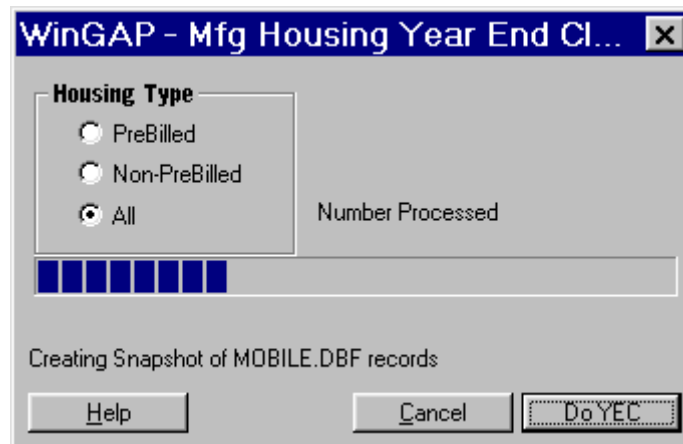 WinGAP - Mfg Housing Year End Cl...
Housing Type
PreBilled
Non-PreBilled
All
Number Processed
Creating Snapshot of MOBILE.DBF records
Help
Cancel
Do YEC